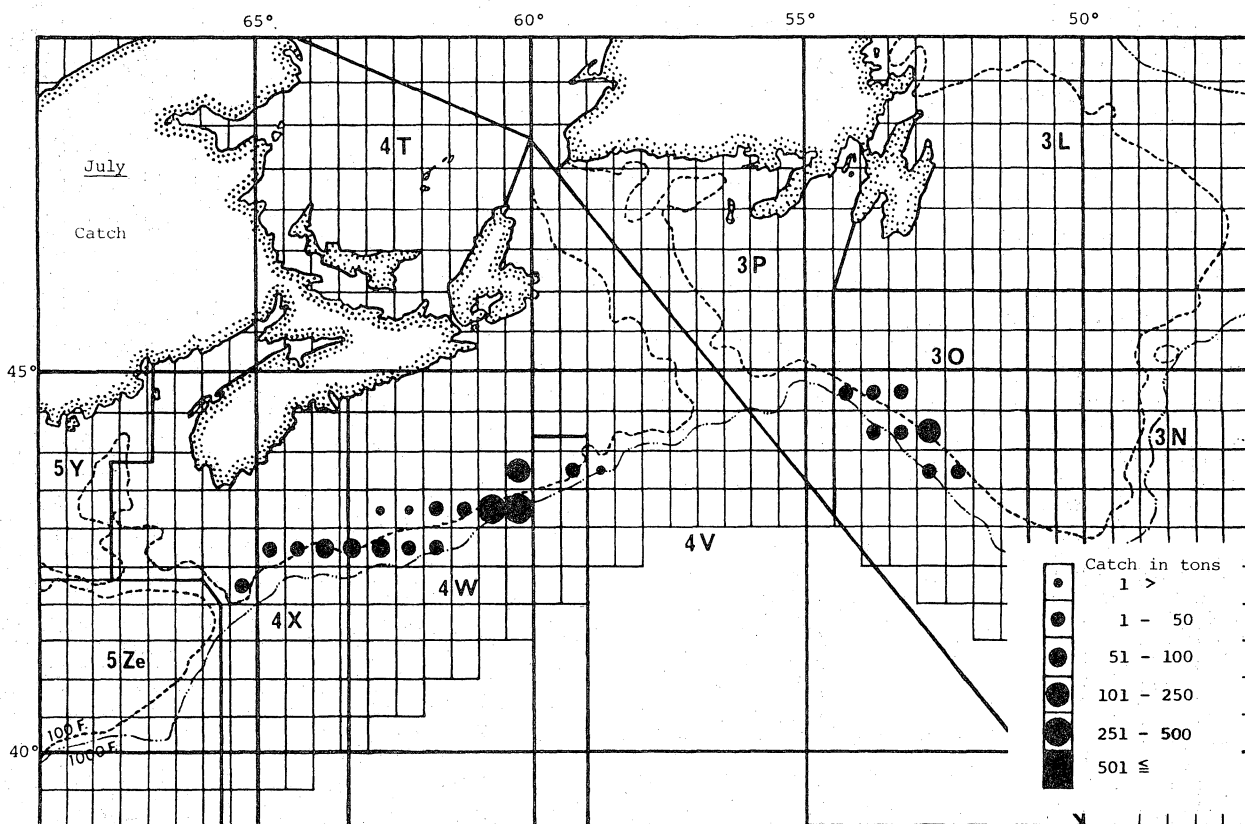 65° 60° 55° 50°
4T
3L
July
Catch
3P
3O
45°
3N
5Y
4V
4W
4X
5Ze
100 F.
1000 F.
40°
Catch in tons
1 >
1 - 50
51 - 100
101 - 250
251 - 500
501 ≦